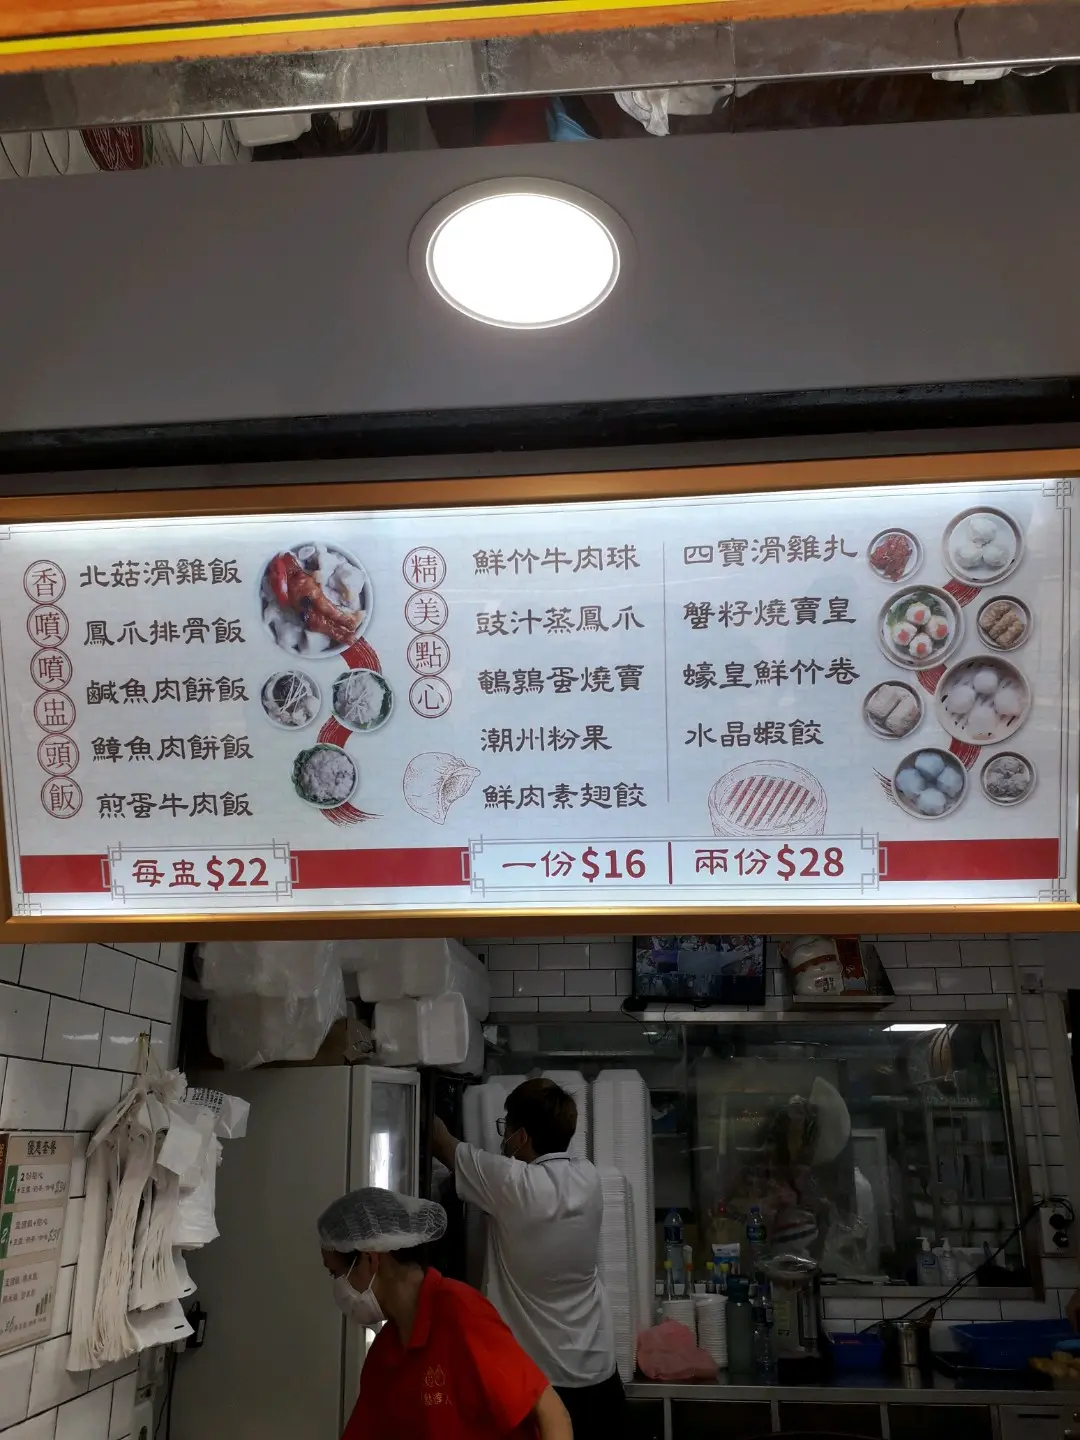 香噴噴盅頭飯
北菇滑雞飯
鳳爪排骨飯
鹹魚肉餅飯
鱆魚肉餅飯
煎蛋牛肉飯
每盅$22
精美點心
鮮竹牛肉球
豉汁蒸鳳爪
鵪鶉蛋燒賣
潮州粉果
鮮肉素翅餃
四寶滑雞扎
蟹籽燒賣皇
蠔皇鮮竹卷
水晶蝦餃
一份$16 | 兩份$28
優惠套餐
1.
2.